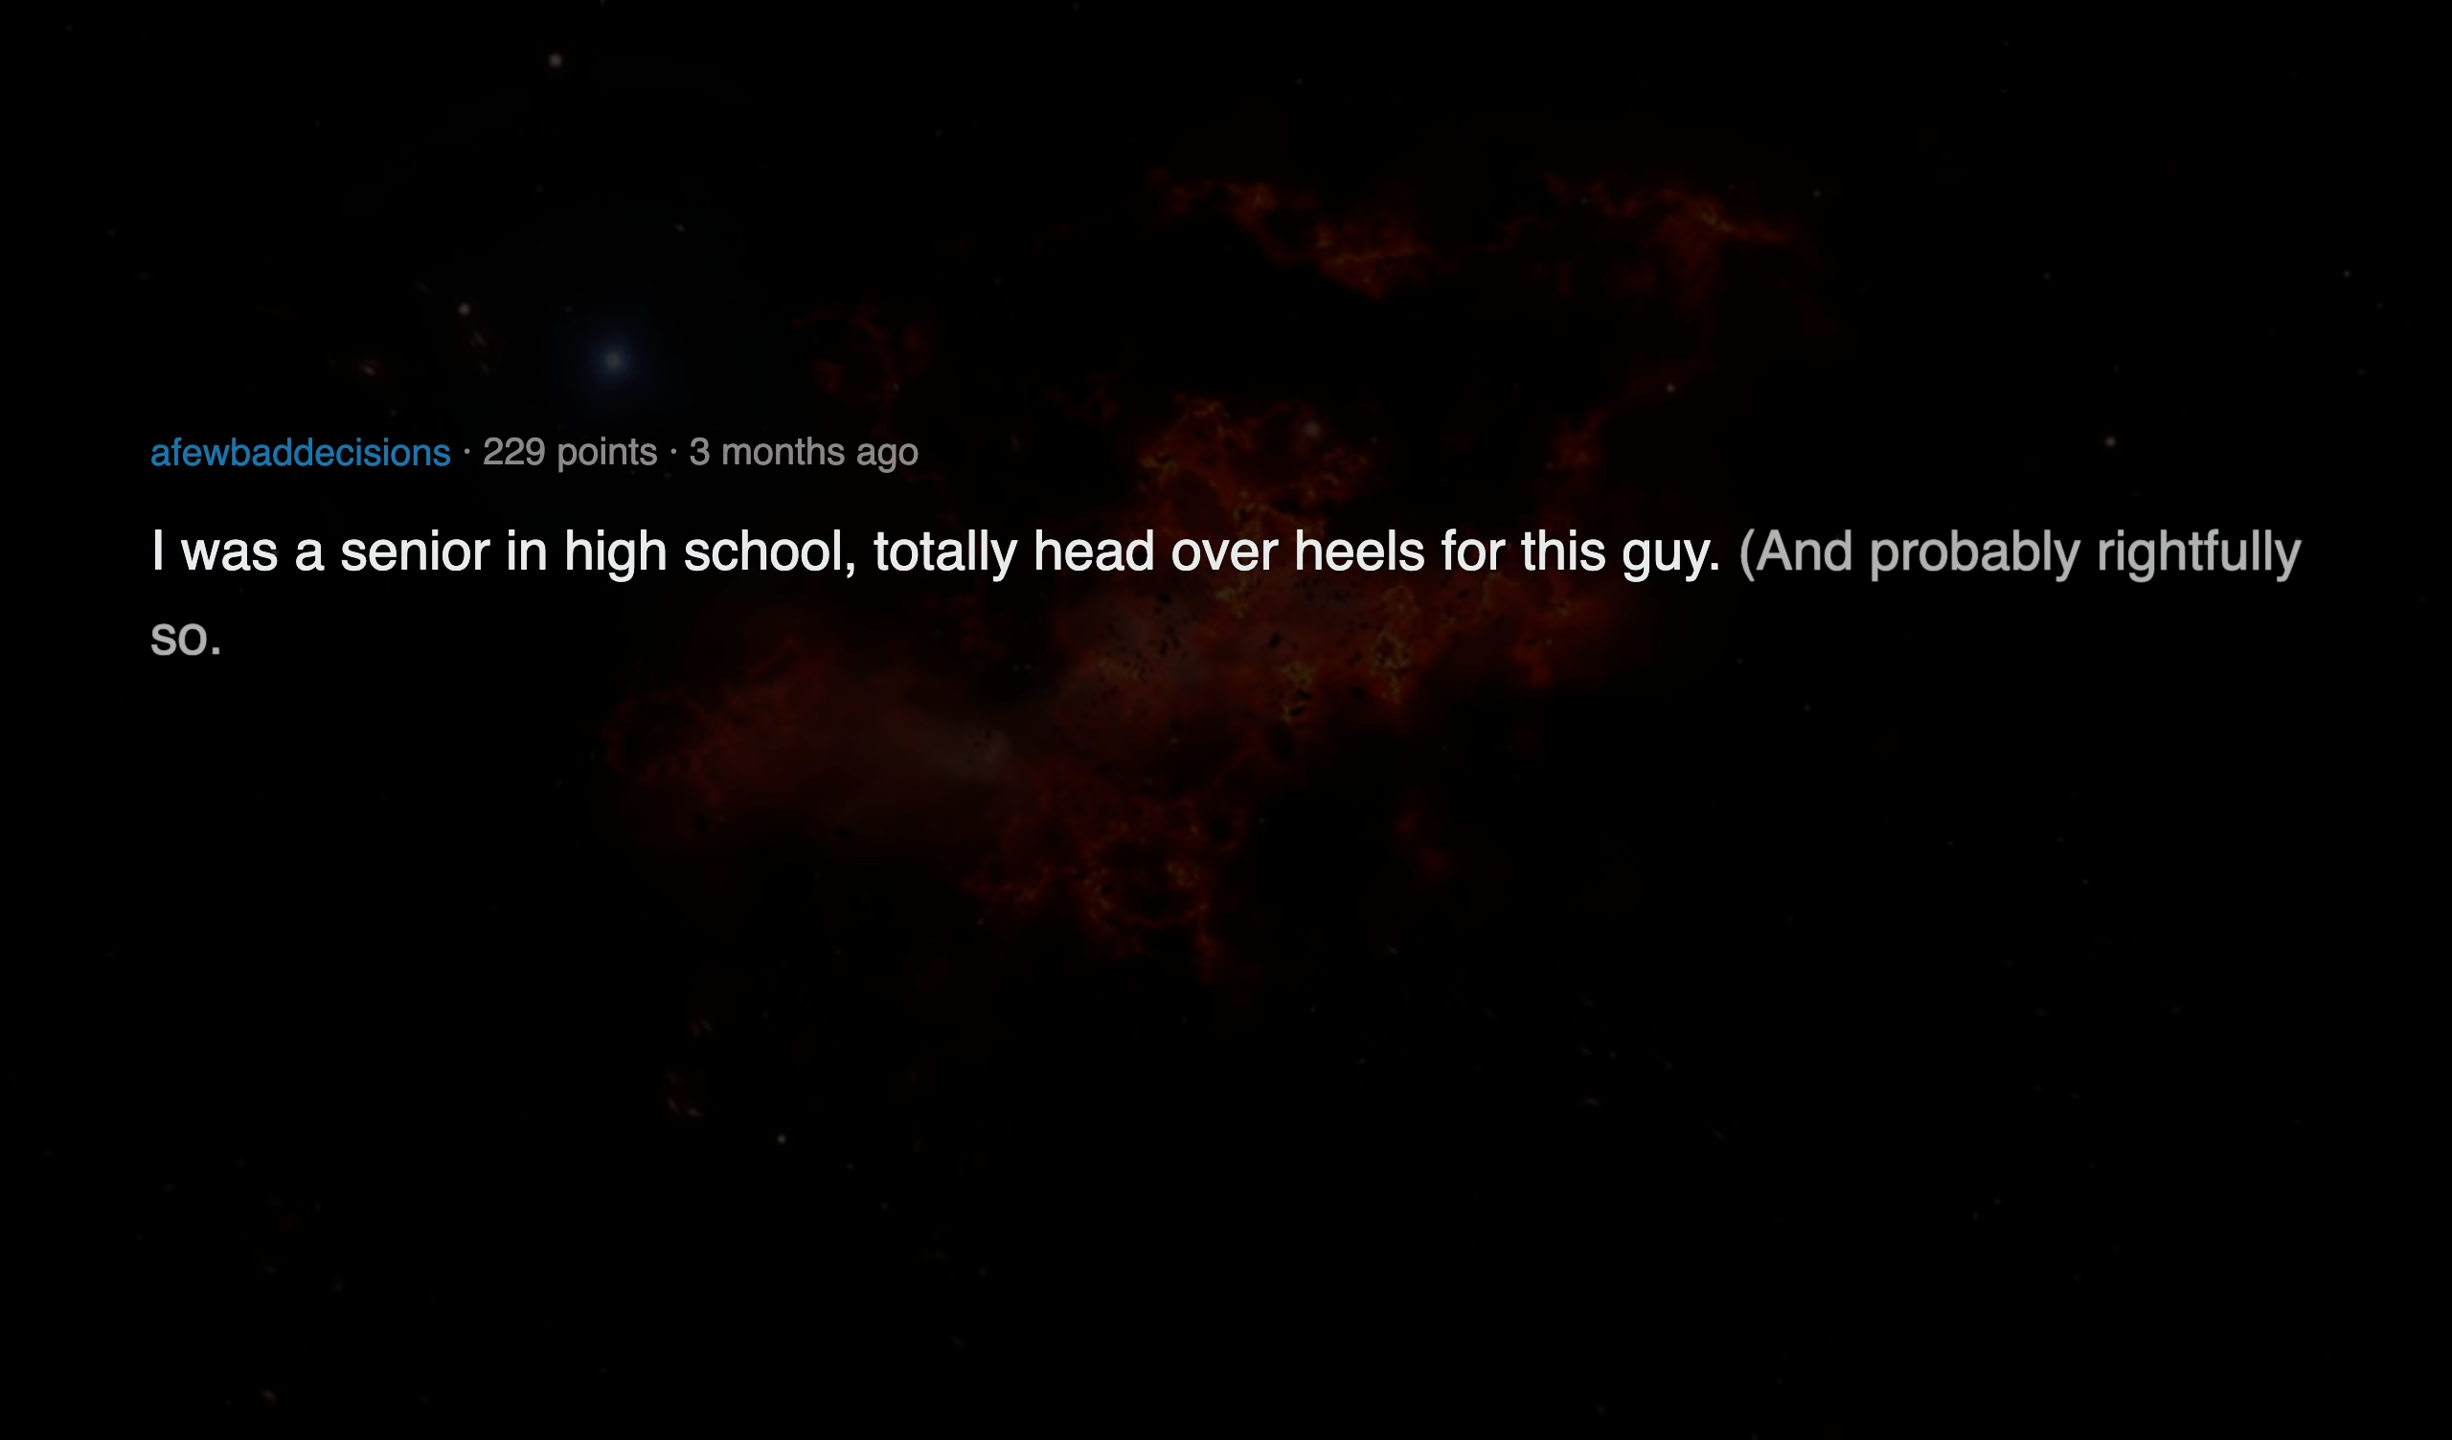 afewbaddecisions · 229 points · 3 months ago
I was a senior in high school, totally head over heels for this guy. (And probably rightfully
so.